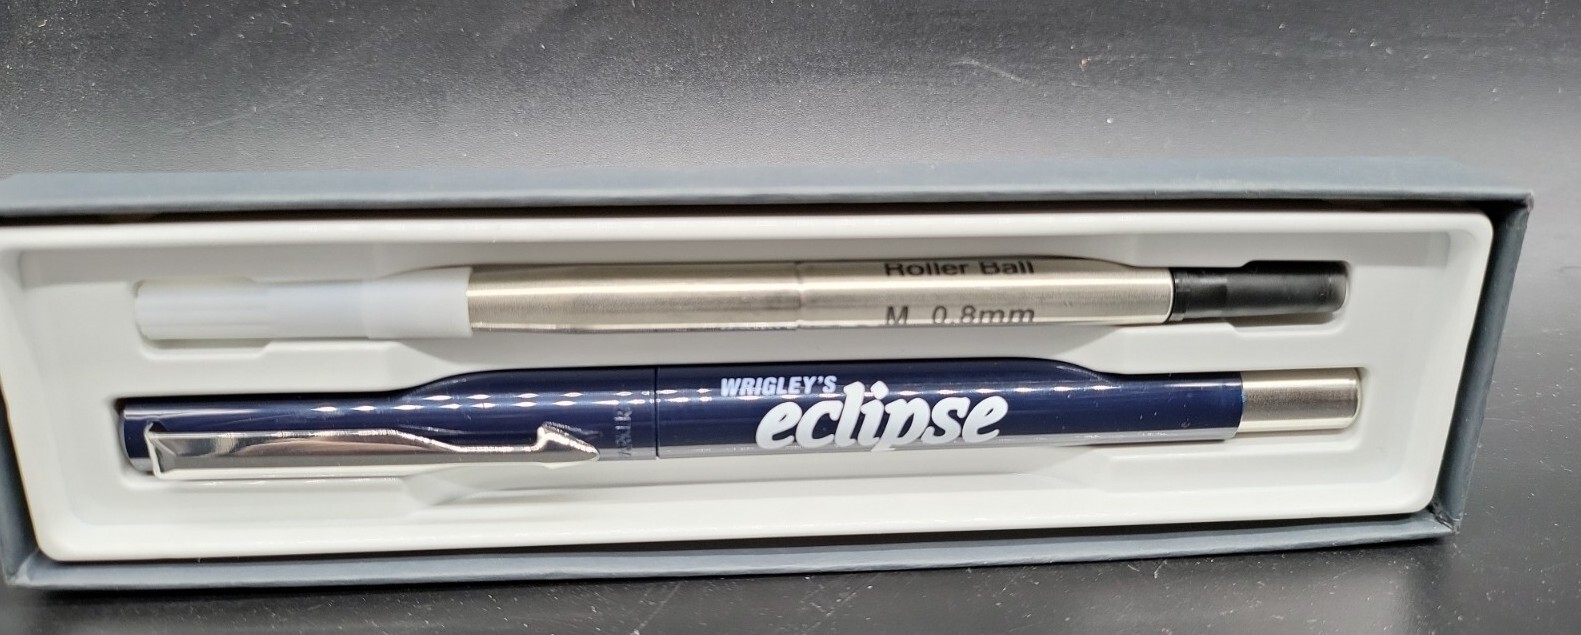 Roller Ball
M 0.8mm
WRIGLEY'S
eclipse